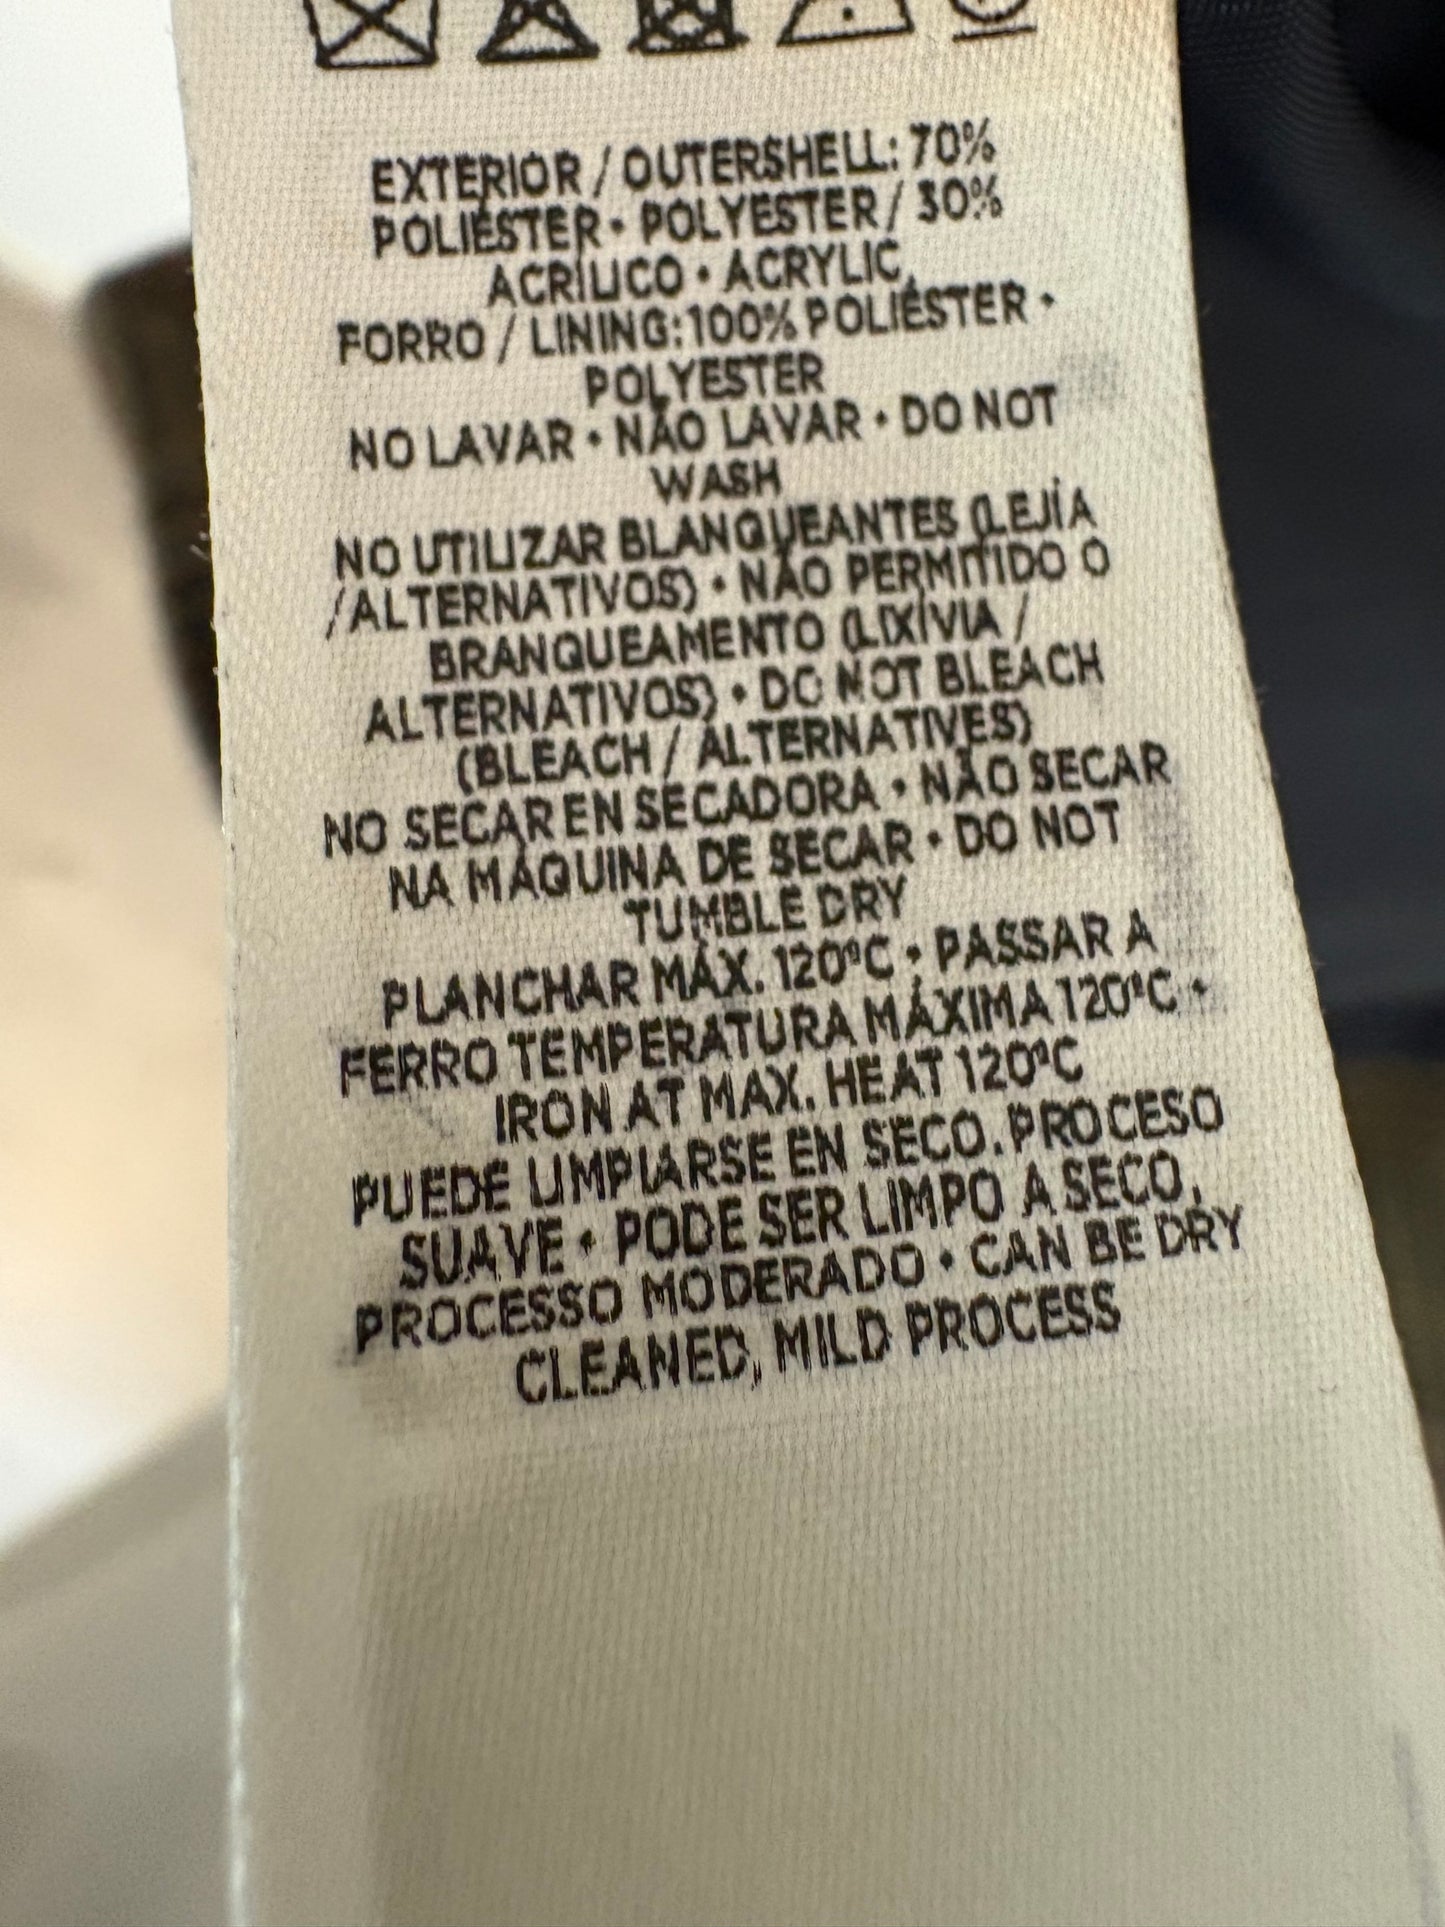 EXTERIOR / OUTERSHELL: 70%
POLIÉSTER • POLYESTER / 30%
ACRÍLICO • ACRYLIC
FORRO / LINING: 100% POLIÉSTER •
POLYESTER
NO LAVAR • NÃO LAVAR • DO NOT
WASH
NO UTILIZAR BLANQUEANTES (LEJÍA
/ALTERNATIVOS) • NÃO PERMITIDO O
BRANQUEAMENTO (LIXÍVIA /
ALTERNATIVOS) • DO NOT BLEACH
(BLEACH / ALTERNATIVES)
NO SECAR EN SECADORA • NÃO SECAR
NA MÁQUINA DE SECAR • DO NOT
TUMBLE DRY
PLANCHAR MÁX. 120ºC • PASSAR A
FERRO TEMPERATURA MÁXIMA 120ºC •
IRON AT MAX. HEAT 120ºC
PUEDE LIMPIARSE EN SECO. PROCESO
SUAVE • PODE SER LIMPO A SECO,
PROCESSO MODERADO • CAN BE DRY
CLEANED, MILD PROCESS